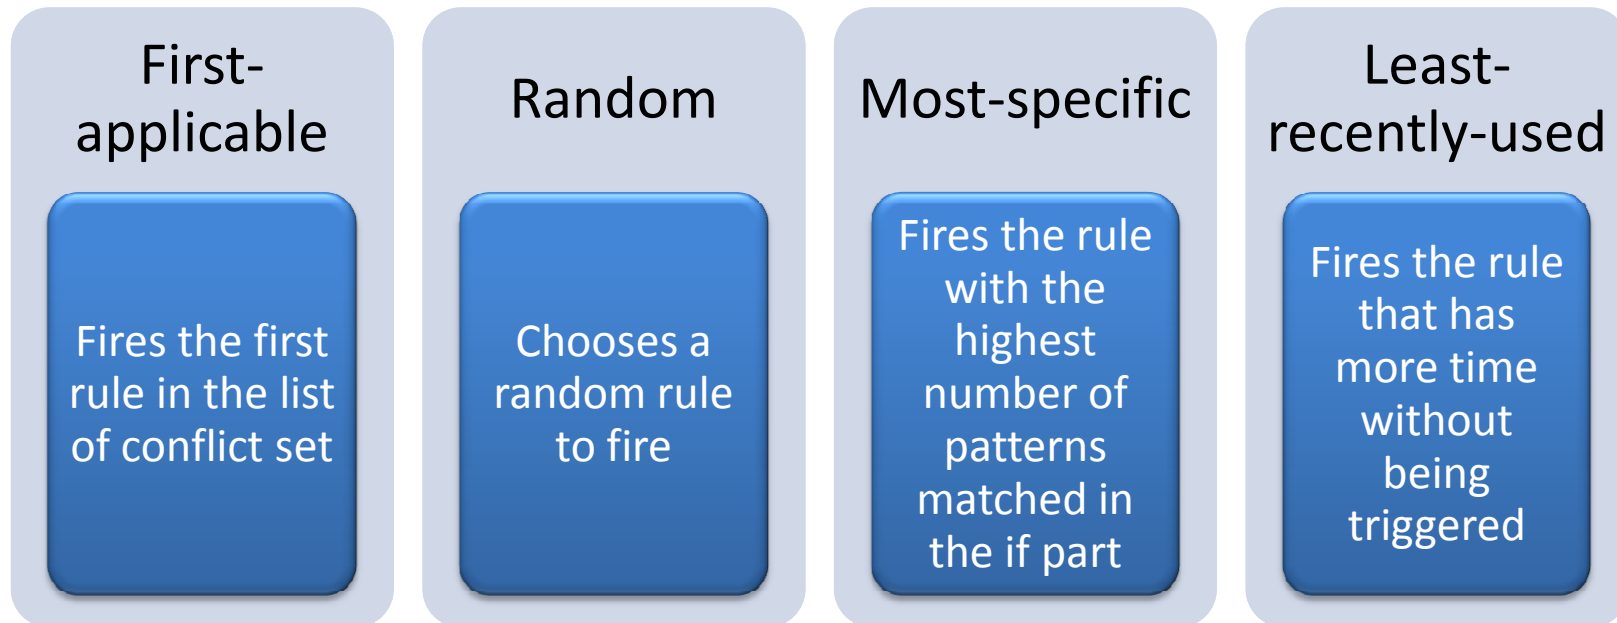 First-
applicable
Fires the first
rule in the list
of conflict set
Random
Chooses a
random rule
to fire
Most-specific
Fires the rule
with the
highest
number of
patterns
matched in
the if part
Least-
recently-used
Fires the rule
that has
more time
without
being
triggered